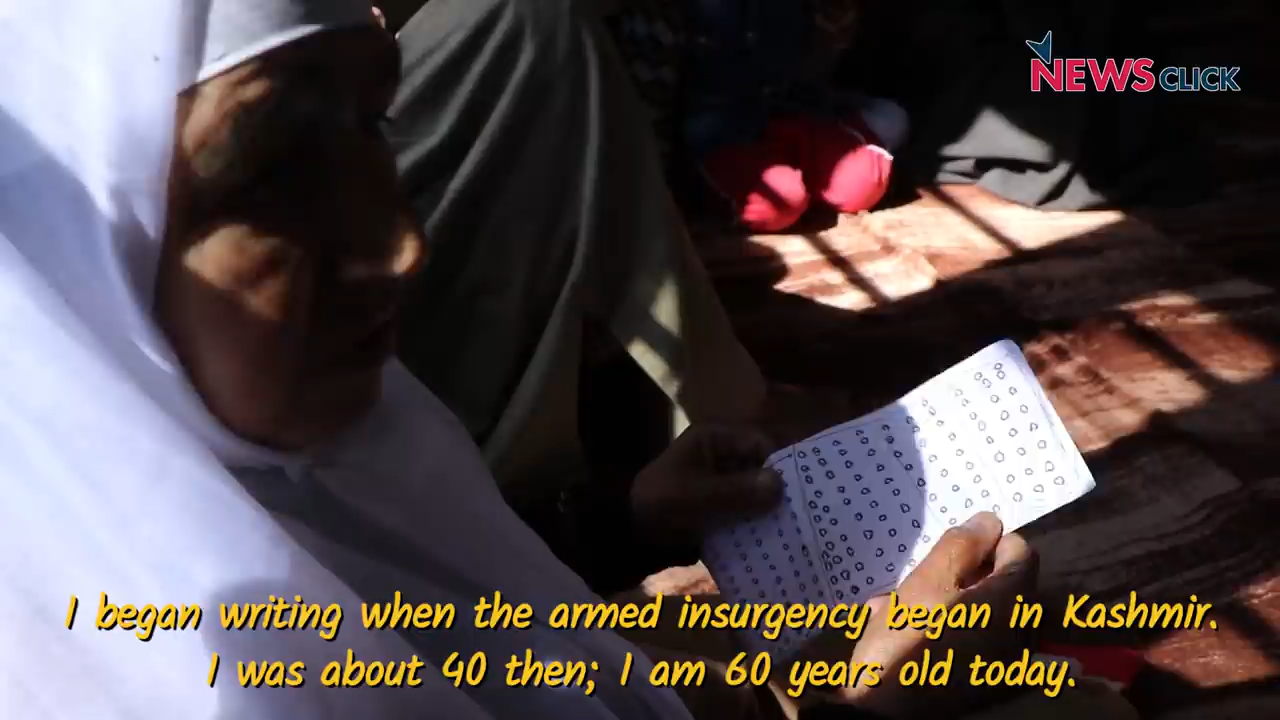 NEWSCLICK
I began writing when the armed insurgency began in Kashmir.
I was about 40 then; I am 60 years old today.